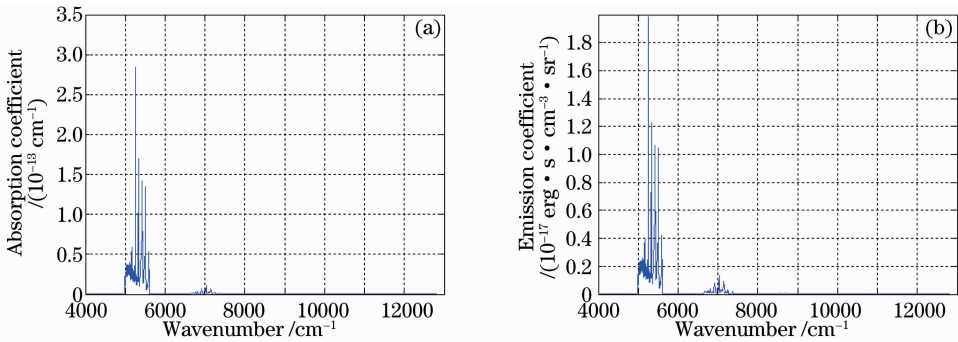 3.5
3.0
2.5
2.0
1.5
1.0
0.5
0
4000 6000 8000 10000 12000
Wavenumber /cm⁻¹
Absorption coefficient
/(10⁻¹³ cm⁻¹)
(a)
1.8
1.6
1.4
1.2
1.0
0.8
0.6
0.4
0.2
0
4000 6000 8000 10000 12000
Wavenumber /cm⁻¹
Emission coefficient
/(10⁻¹⁷ erg • s • cm⁻³ • sr⁻¹)
(b)